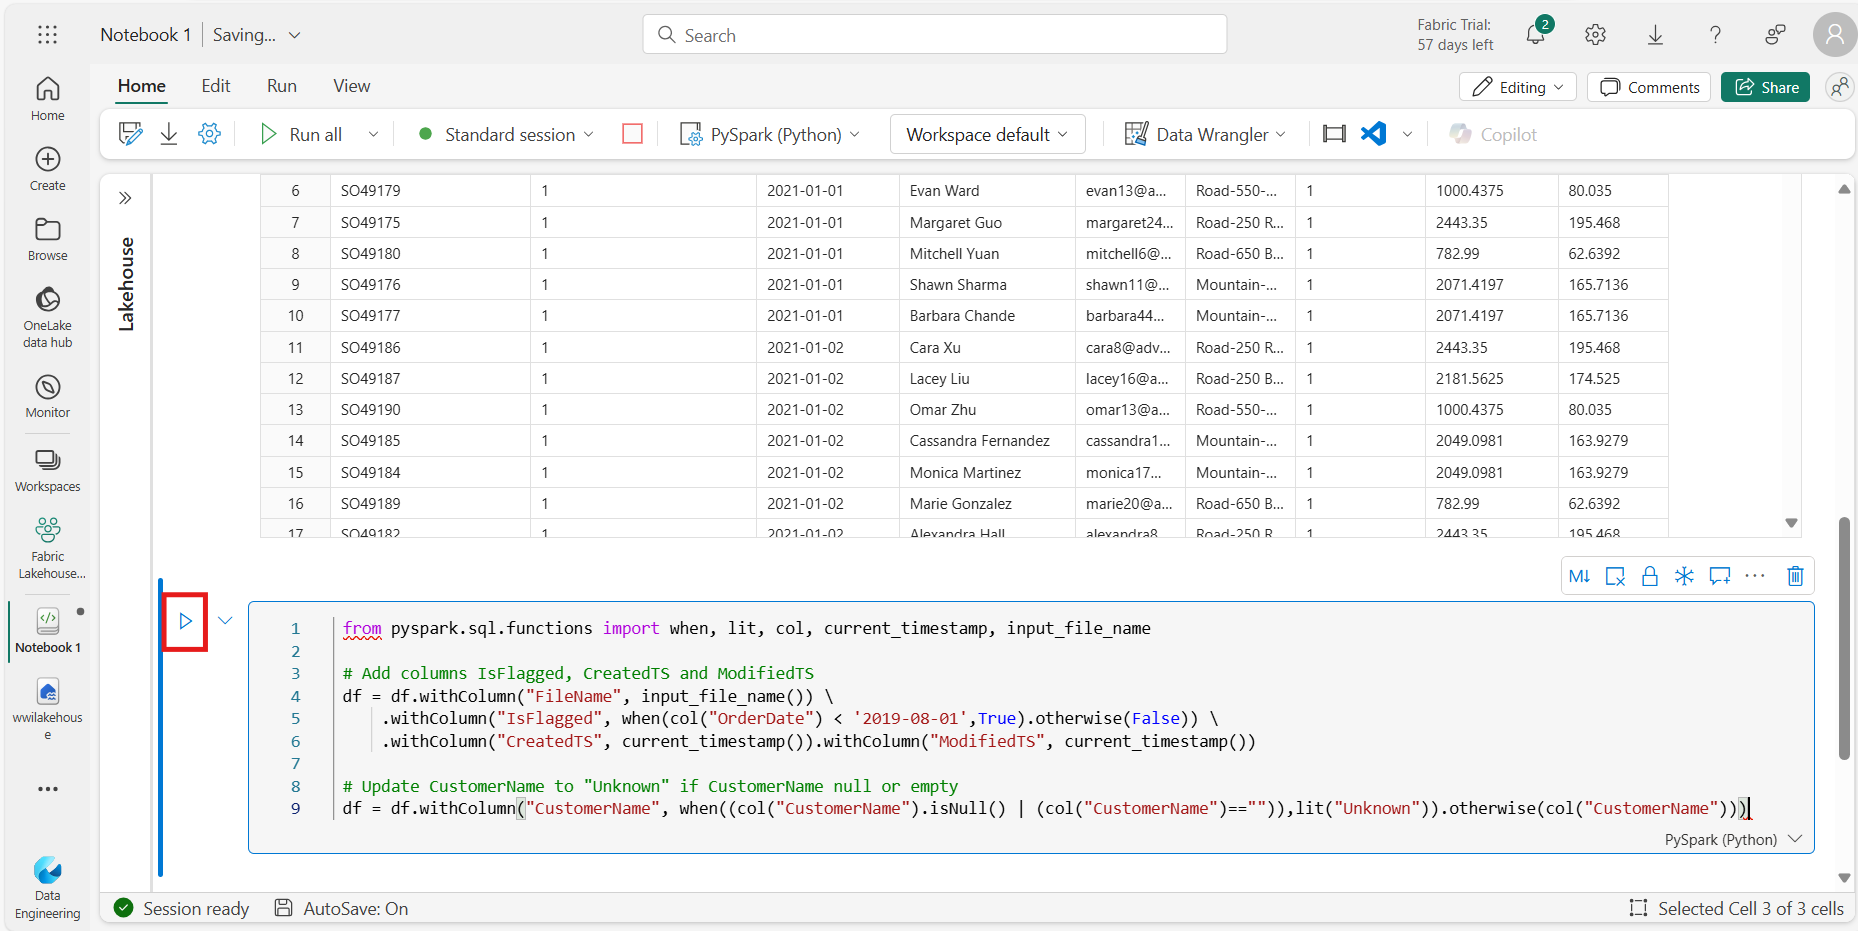 Notebook 1 | Saving...
Search
Fabric Trial:
57 days left
2
Home Edit Run View
Editing Comments Share
Run all Standard session PySpark (Python) Workspace default Data Wrangler Copilot
Home
Create
Browse
OneLake
data hub
Monitor
Workspaces
Fabric
Lakehouse...
Notebook 1
wwilakehous
e
Data
Engineering
Lakehouse
6 SO49179 1 2021-01-01 Evan Ward evan13@a... Road-550-... 1 1000.4375 80.035
7 SO49175 1 2021-01-01 Margaret Guo margaret24... Road-250 R... 1 2443.35 195.468
8 SO49180 1 2021-01-01 Mitchell Yuan mitchell6@... Road-650 B... 1 782.99 62.6392
9 SO49176 1 2021-01-01 Shawn Sharma shawn11@... Mountain-... 1 2071.4197 165.7136
10 SO49177 1 2021-01-01 Barbara Chande barbara44... Mountain-... 1 2071.4197 165.7136
11 SO49186 1 2021-01-02 Cara Xu cara8@adv... Road-250 R... 1 2443.35 195.468
12 SO49187 1 2021-01-02 Lacey Liu lacey16@a... Road-250 B... 1 2181.5625 174.525
13 SO49190 1 2021-01-02 Omar Zhu omar13@a... Road-550-... 1 1000.4375 80.035
14 SO49185 1 2021-01-02 Cassandra Fernandez cassandra1... Mountain-... 1 2049.0981 163.9279
15 SO49184 1 2021-01-02 Monica Martinez monica17... Mountain-... 1 2049.0981 163.9279
16 SO49189 1 2021-01-02 Marie Gonzalez marie20@a... Road-650 B... 1 782.99 62.6392
17 SO49182 1 2021-01-02 Alexandra Hall alexandra8 Road-250 R 1 2443.35 195.468
M↓
1 from pyspark.sql.functions import when, lit, col, current_timestamp, input_file_name
2
3 # Add columns IsFlagged, CreatedTS and ModifiedTS
4 df = df.withColumn("FileName", input_file_name()) \
5 .withColumn("IsFlagged", when(col("OrderDate") < '2019-08-01',True).otherwise(False)) \
6 .withColumn("CreatedTS", current_timestamp()).withColumn("ModifiedTS", current_timestamp())
7
8 # Update CustomerName to "Unknown" if CustomerName null or empty
9 df = df.withColumn("CustomerName", when((col("CustomerName").isNull() | (col("CustomerName")=="")),lit("Unknown")).otherwise(col("CustomerName")))
PySpark (Python)
Session ready AutoSave: On Selected Cell 3 of 3 cells